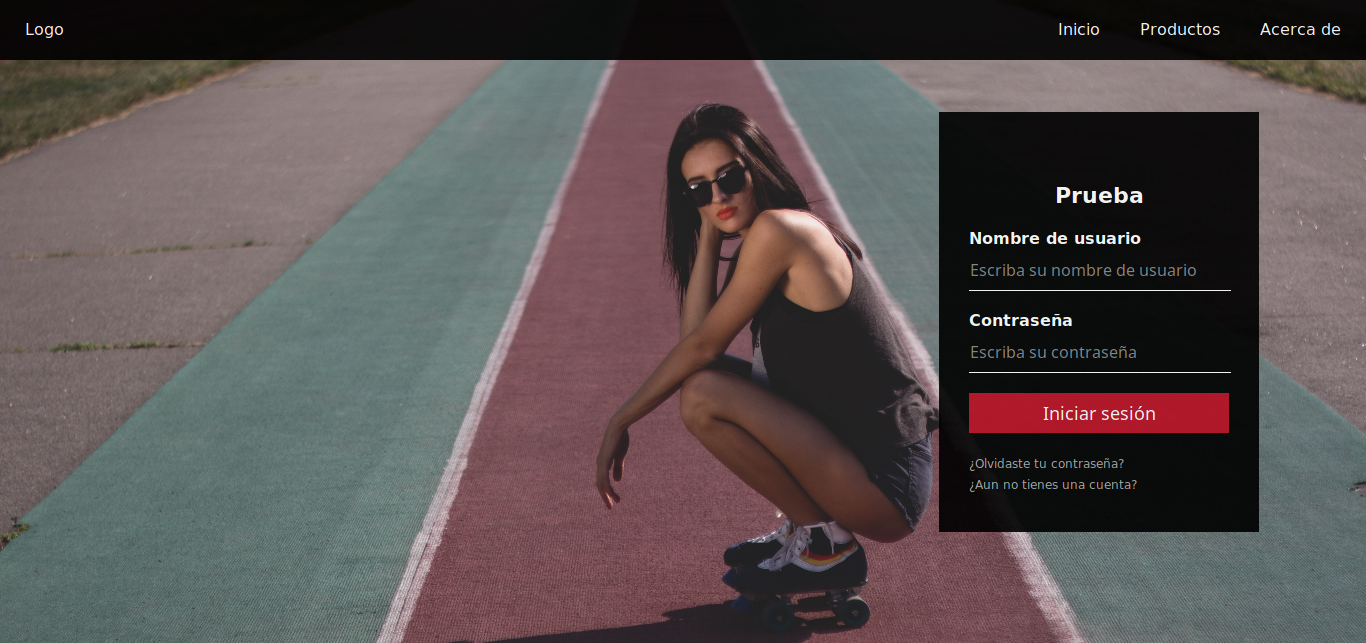 Logo
Inicio
Productos
Acerca de
Prueba
Nombre de usuario
Escriba su nombre de usuario
Contraseña
Escriba su contraseña
Iniciar sesión
¿Olvidaste tu contraseña?
¿Aun no tienes una cuenta?